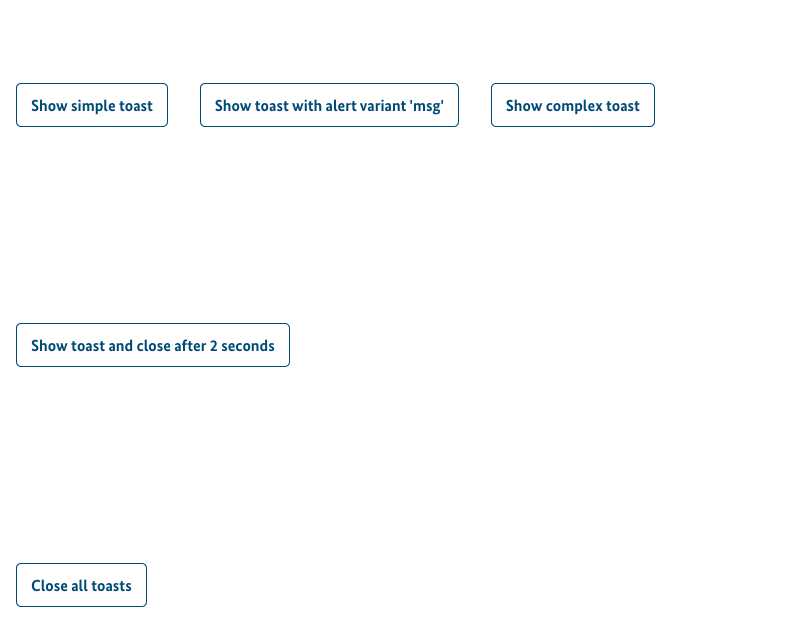 Show simple toast
Show toast with alert variant 'msg'
Show complex toast
Show toast and close after 2 seconds
Close all toasts